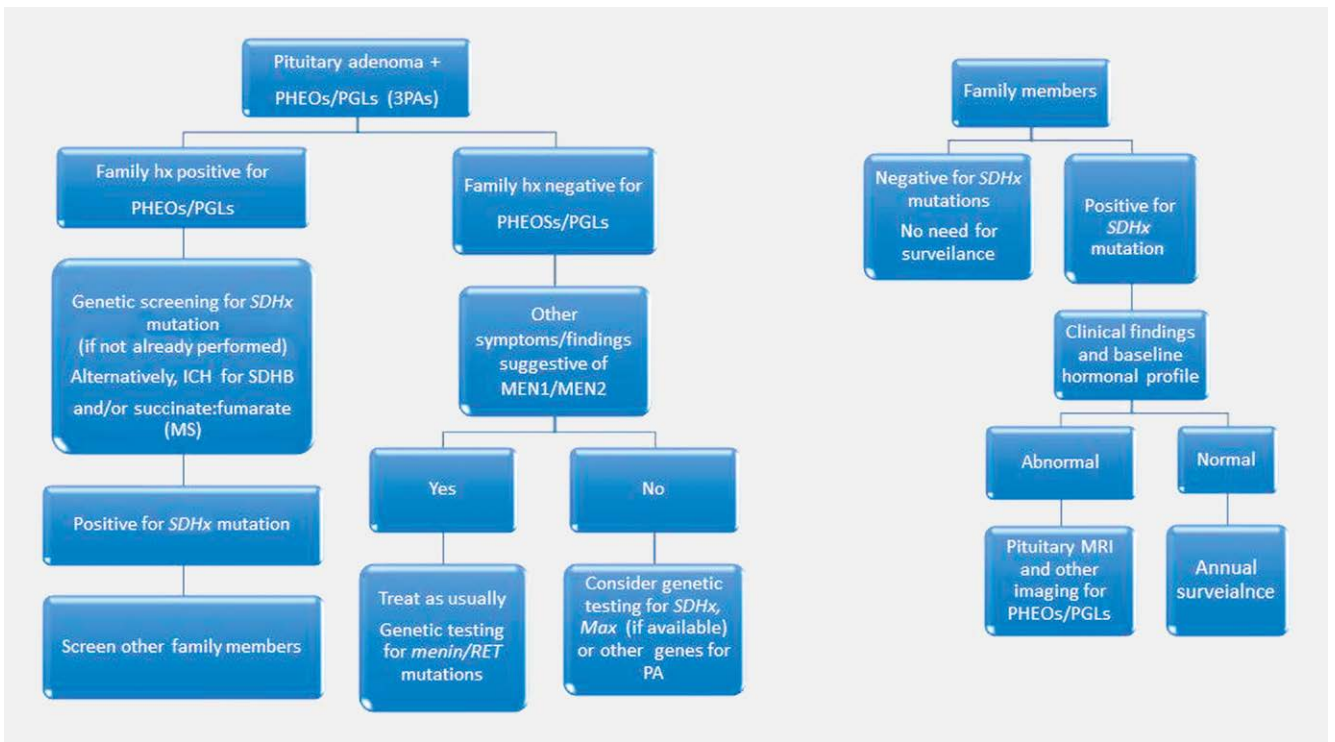 Pituitary adenoma +
PHEOs/PGLs (3PAs)
Family hx positive for
PHEOs/PGLs
Genetic screening for SDHx
mutation
(if not already performed)
Alternatively, ICH for SDHB
and/or succinate:fumarate
(MS)
Positive for SDHx mutation
Screen other family members
Family hx negative for
PHEOSs/PGLs
Other
symptoms/findings
suggestive of
MEN1/MEN2
Yes
Treat as usually
Genetic testing
for menin/RET
mutations
No
Consider genetic
testing for SDHx,
Max (if available)
or other genes for
PA
Family members
Negative for SDHx
mutations
No need for
surveilance
Positive for
SDHx
mutation
Clinical findings
and baseline
hormonal profile
Abnormal
Pituitary MRI
and other
imaging for
PHEOs/PGLs
Normal
Annual
surveialnce